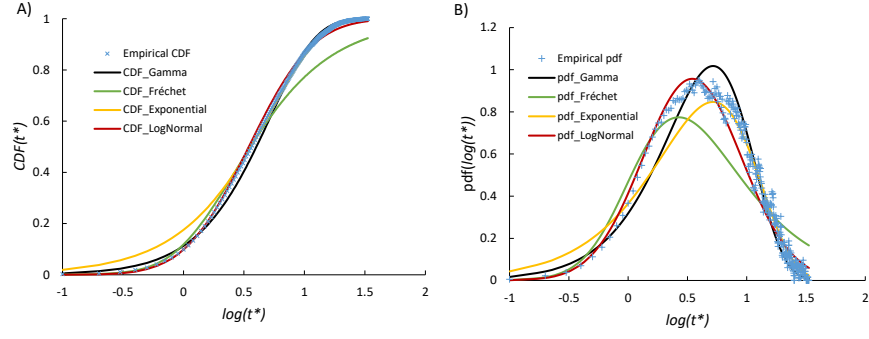 A)
CDF(t*)
1
0.8
0.6
0.4
0.2
0
-1
-0.5
0
0.5
1
1.5
2
log(t*)
Empirical CDF
CDF_Gamma
CDF_Fréchet
CDF_Exponential
CDF_LogNormal
B)
pdf(log(t*))
1.2
1
0.8
0.6
0.4
0.2
0
-1
-0.5
0
0.5
1
1.5
2
log(t*)
Empirical pdf
pdf_Gamma
pdf_Fréchet
pdf_Exponential
pdf_LogNormal